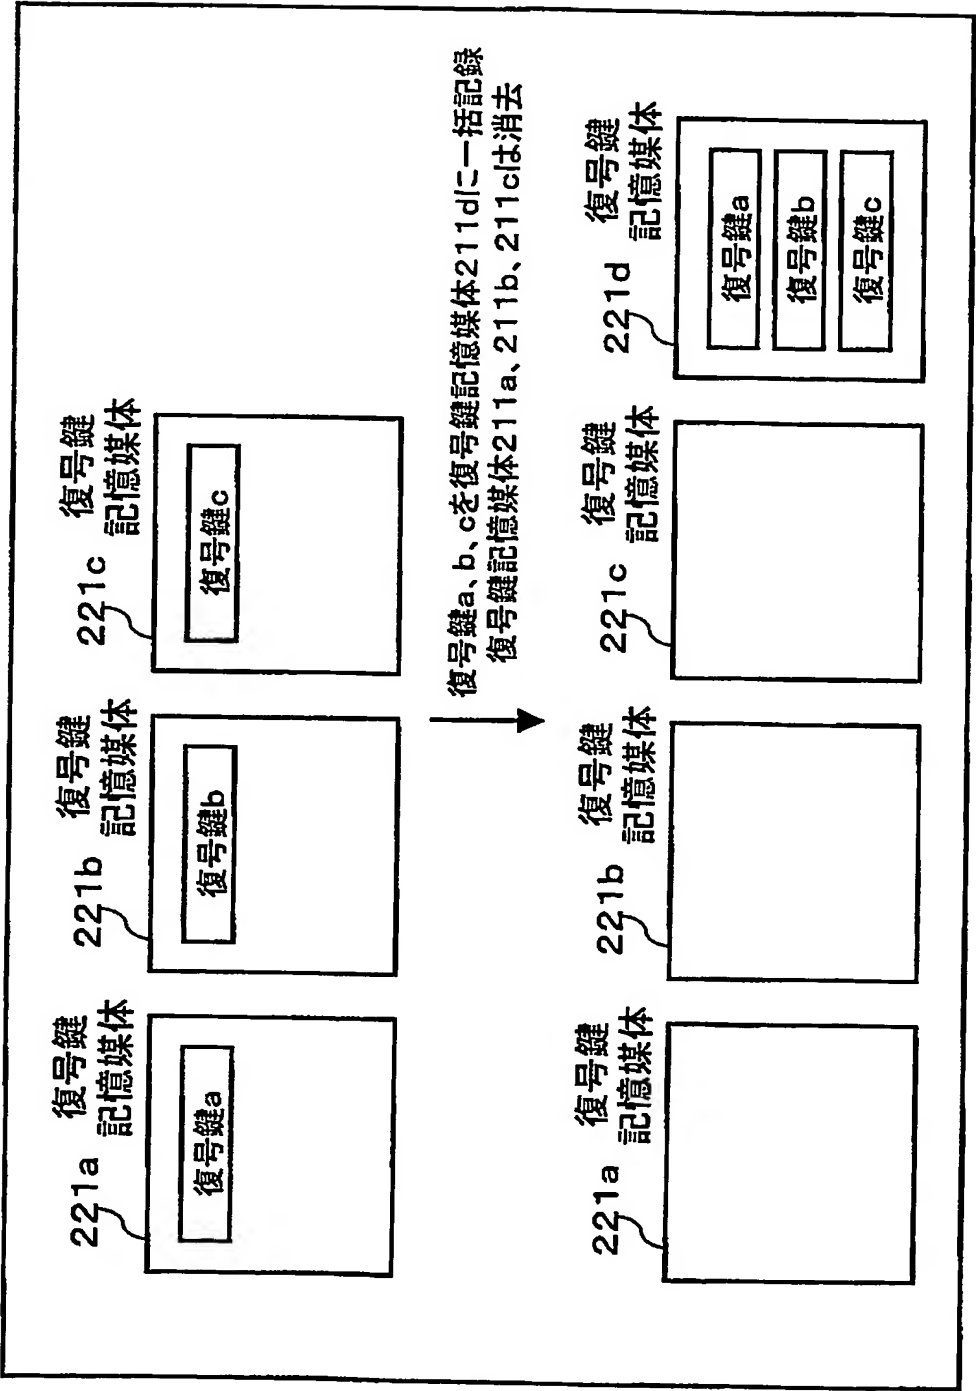 221a
復号鍵
記憶媒体
復号鍵a
221b
復号鍵
記憶媒体
復号鍵b
221c
復号鍵
記憶媒体
復号鍵c
復号鍵a、b、cを復号鍵記憶媒体211dに一括記録
復号鍵記憶媒体211a、211b、211cは消去
221a
復号鍵
記憶媒体
221b
復号鍵
記憶媒体
221c
復号鍵
記憶媒体
221d
復号鍵
記憶媒体
復号鍵a
復号鍵b
復号鍵c